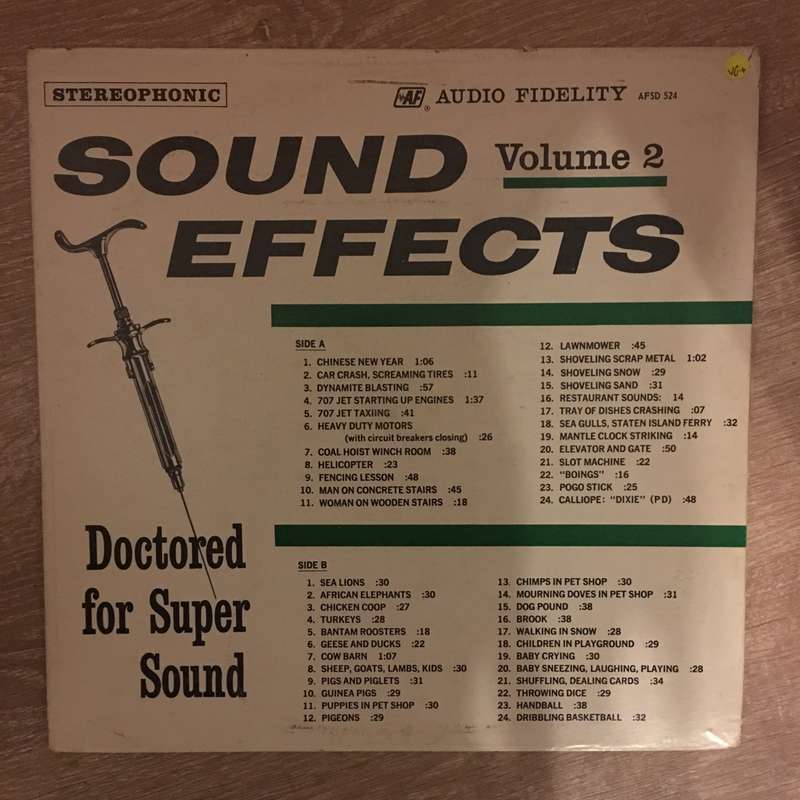 STEREOPHONIC
AF® AUDIO FIDELITY AFSD 524
VG+
SOUND Volume 2
EFFECTS
SIDE A
1. CHINESE NEW YEAR 1:06
2. CAR CRASH, SCREAMING TIRES :11
3. DYNAMITE BLASTING :57
4. 707 JET STARTING UP ENGINES 1:37
5. 707 JET TAXIING :41
6. HEAVY DUTY MOTORS
(with circuit breakers closing) :26
7. COAL HOIST WINCH ROOM :38
8. HELICOPTER :23
9. FENCING LESSON :48
10. MAN ON CONCRETE STAIRS :45
11. WOMAN ON WOODEN STAIRS :18
12. LAWNMOWER :45
13. SHOVELING SCRAP METAL 1:02
14. SHOVELING SNOW :29
15. SHOVELING SAND :31
16. RESTAURANT SOUNDS: 14
17. TRAY OF DISHES CRASHING :07
18. SEA GULLS, STATEN ISLAND FERRY :32
19. MANTLE CLOCK STRIKING :14
20. ELEVATOR AND GATE :50
21. SLOT MACHINE :22
22. "BOINGS" :16
23. POGO STICK :25
24. CALLIOPE: "DIXIE" (PD) :48
Doctored
for Super
Sound
SIDE B
1. SEA LIONS :30
2. AFRICAN ELEPHANTS :30
3. CHICKEN COOP :27
4. TURKEYS :28
5. BANTAM ROOSTERS :18
6. GEESE AND DUCKS :22
7. COW BARN 1:07
8. SHEEP, GOATS, LAMBS, KIDS :30
9. PIGS AND PIGLETS :31
10. GUINEA PIGS :29
11. PUPPIES IN PET SHOP :30
12. PIGEONS :29
13. CHIMPS IN PET SHOP :30
14. MOURNING DOVES IN PET SHOP :31
15. DOG POUND :38
16. BROOK :38
17. WALKING IN SNOW :28
18. CHILDREN IN PLAYGROUND :29
19. BABY CRYING :30
20. BABY SNEEZING, LAUGHING, PLAYING :28
21. SHUFFLING, DEALING CARDS :34
22. THROWING DICE :29
23. HANDBALL :38
24. DRIBBLING BASKETBALL :32